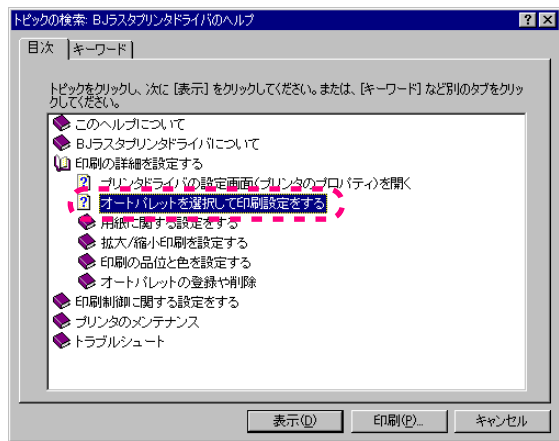 トピックの検索: BJラスタプリンタドライバのヘルプ
目次
キーワード
トピックをクリックし、次に [表示] をクリックしてください。または、[キーワード] など別のタブをクリッ
クしてください。
このヘルプについて
BJラスタプリンタドライバについて
印刷の詳細を設定する
プリンタドライバの設定画面(プリンタのプロパティ)を開く
オートパレットを選択して印刷設定をする
用紙に関する設定をする
拡大/縮小印刷を設定する
印刷の品位と色を設定する
オートパレットの登録や削除
印刷制御に関する設定をする
プリンタのメンテナンス
トラブルシュート
表示(D)
印刷(P)...
キャンセル